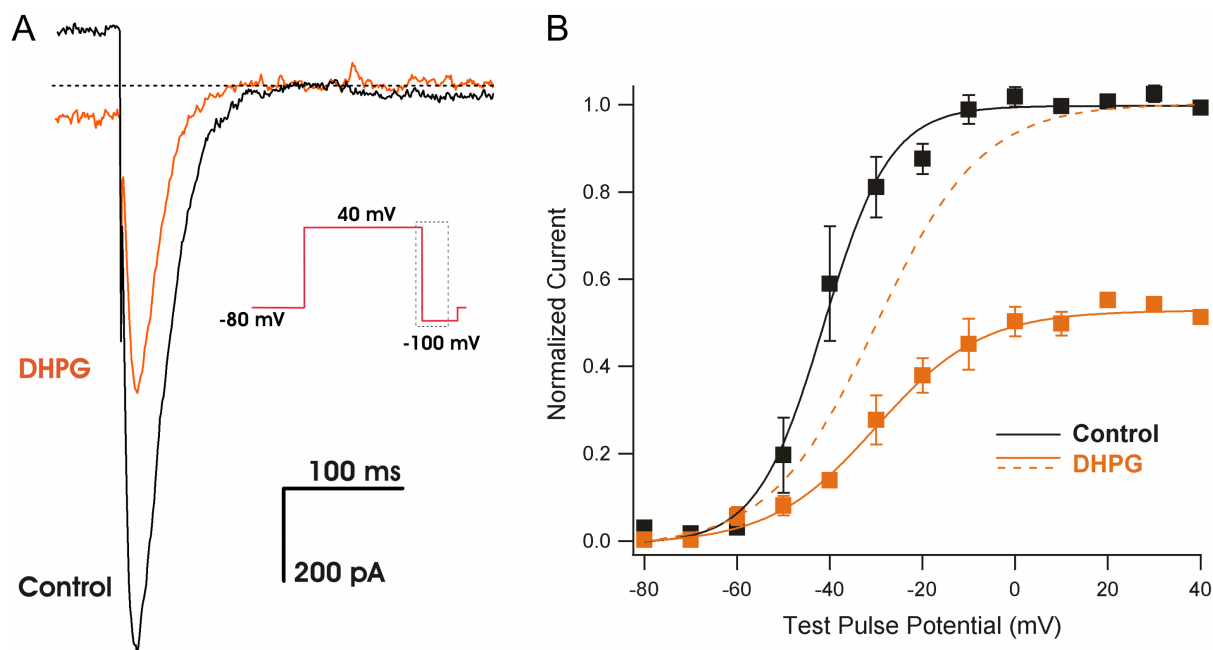 A
DHPG
Control
100 ms
200 pA
40 mV
-80 mV
-100 mV
B
Normalized Current
1.0
0.8
0.6
0.4
0.2
0.0
-80
-60
-40
-20
0
20
40
Test Pulse Potential (mV)
Control
DHPG